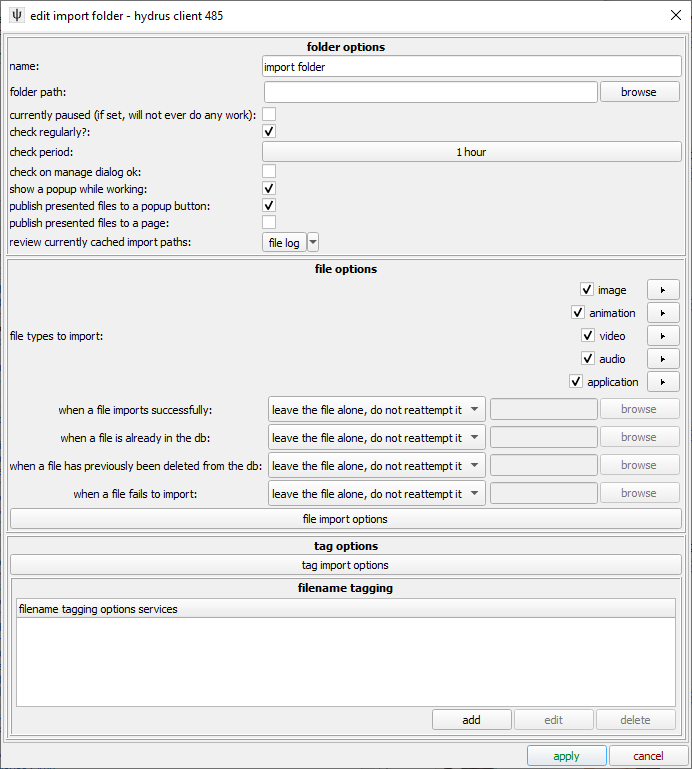 edit import folder - hydrus client 485
folder options
name: import folder
folder path: browse
currently paused (if set, will not ever do any work):
check regularly?:
check period: 1 hour
check on manage dialog ok:
show a popup while working:
publish presented files to a popup button:
publish presented files to a page:
review currently cached import paths: file log
file options
image
animation
file types to import: video
audio
application
when a file imports successfully: leave the file alone, do not reattempt it browse
when a file is already in the db: leave the file alone, do not reattempt it browse
when a file has previously been deleted from the db: leave the file alone, do not reattempt it browse
when a file fails to import: leave the file alone, do not reattempt it browse
file import options
tag options
tag import options
filename tagging
filename tagging options services
add edit delete
apply cancel